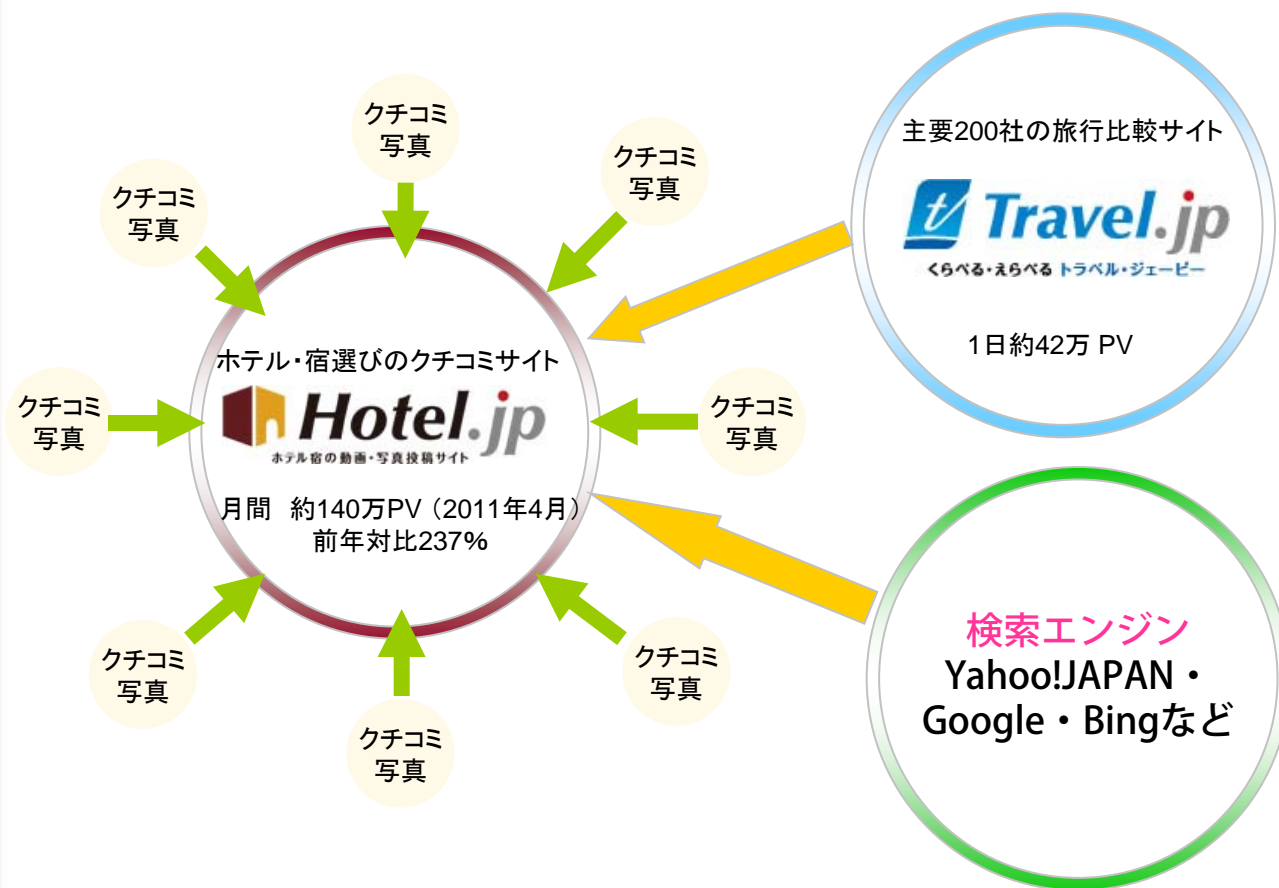 クチコミ
写真
クチコミ
写真
クチコミ
写真
クチコミ
写真
クチコミ
写真
クチコミ
写真
クチコミ
写真
クチコミ
写真
ホテル・宿選びのクチコミサイト
Hotel.jp
ホテル宿の動画・写真投稿サイト
月間　約140万PV（2011年4月）
前年対比237%
主要200社の旅行比較サイト
t Travel.jp
くらべる・えらべる トラベル・ジェーピー
1日約42万 PV
検索エンジン
Yahoo!JAPAN・
Google・Bingなど